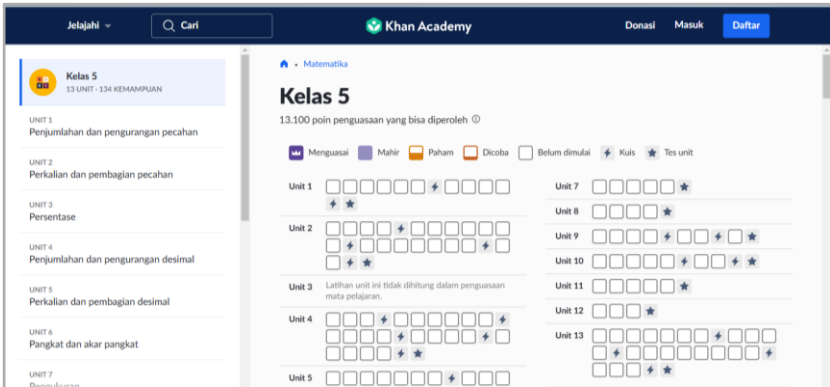 Jelajahi
Cari
Khan Academy
Donasi
Masuk
Daftar
Kelas 5
13 UNIT · 134 KEMAMPUAN
UNIT 1
Penjumlahan dan pengurangan pecahan
UNIT 2
Perkalian dan pembagian pecahan
UNIT 3
Persentase
UNIT 4
Penjumlahan dan pengurangan desimal
UNIT 5
Perkalian dan pembagian desimal
UNIT 6
Pangkat dan akar pangkat
UNIT 7
Pengukuran
Matematika
Kelas 5
13.100 poin penguasaan yang bisa diperoleh
Menguasai
Mahir
Paham
Dicoba
Belum dimulai
Kuis
Tes unit
Unit 1
Unit 2
Unit 3
Latihan unit ini tidak dihitung dalam penguasaan
mata pelajaran.
Unit 4
Unit 5
Unit 7
Unit 8
Unit 9
Unit 10
Unit 11
Unit 12
Unit 13